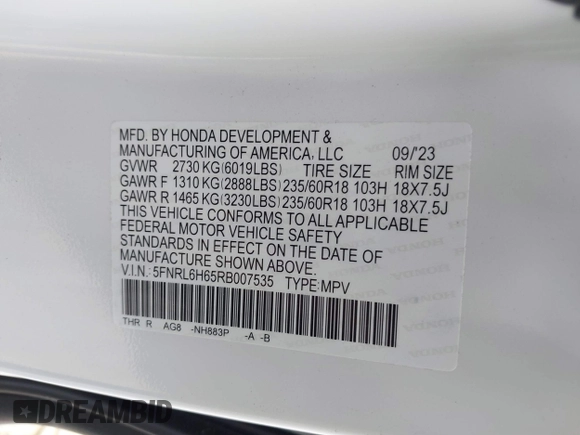 MFD. BY HONDA DEVELOPMENT &
MANUFACTURING OF AMERICA, LLC 09/'23
GVWR 2730 KG(6019LBS) TIRE SIZE RIM SIZE
GAWR F 1310 KG(2888LBS)235/60R18 103H 18X7.5J
GAWR R 1465 KG(3230LBS)235/60R18 103H 18X7.5J
THIS VEHICLE CONFORMS TO ALL APPLICABLE
FEDERAL MOTOR VEHICLE SAFETY
STANDARDS IN EFFECT ON THE DATE OF
MANUFACTURE SHOWN ABOVE.
V.I.N.: 5FNRL6H65RB007535 TYPE:MPV
THR R AG8 -NH883P -A -B
DREAMBID